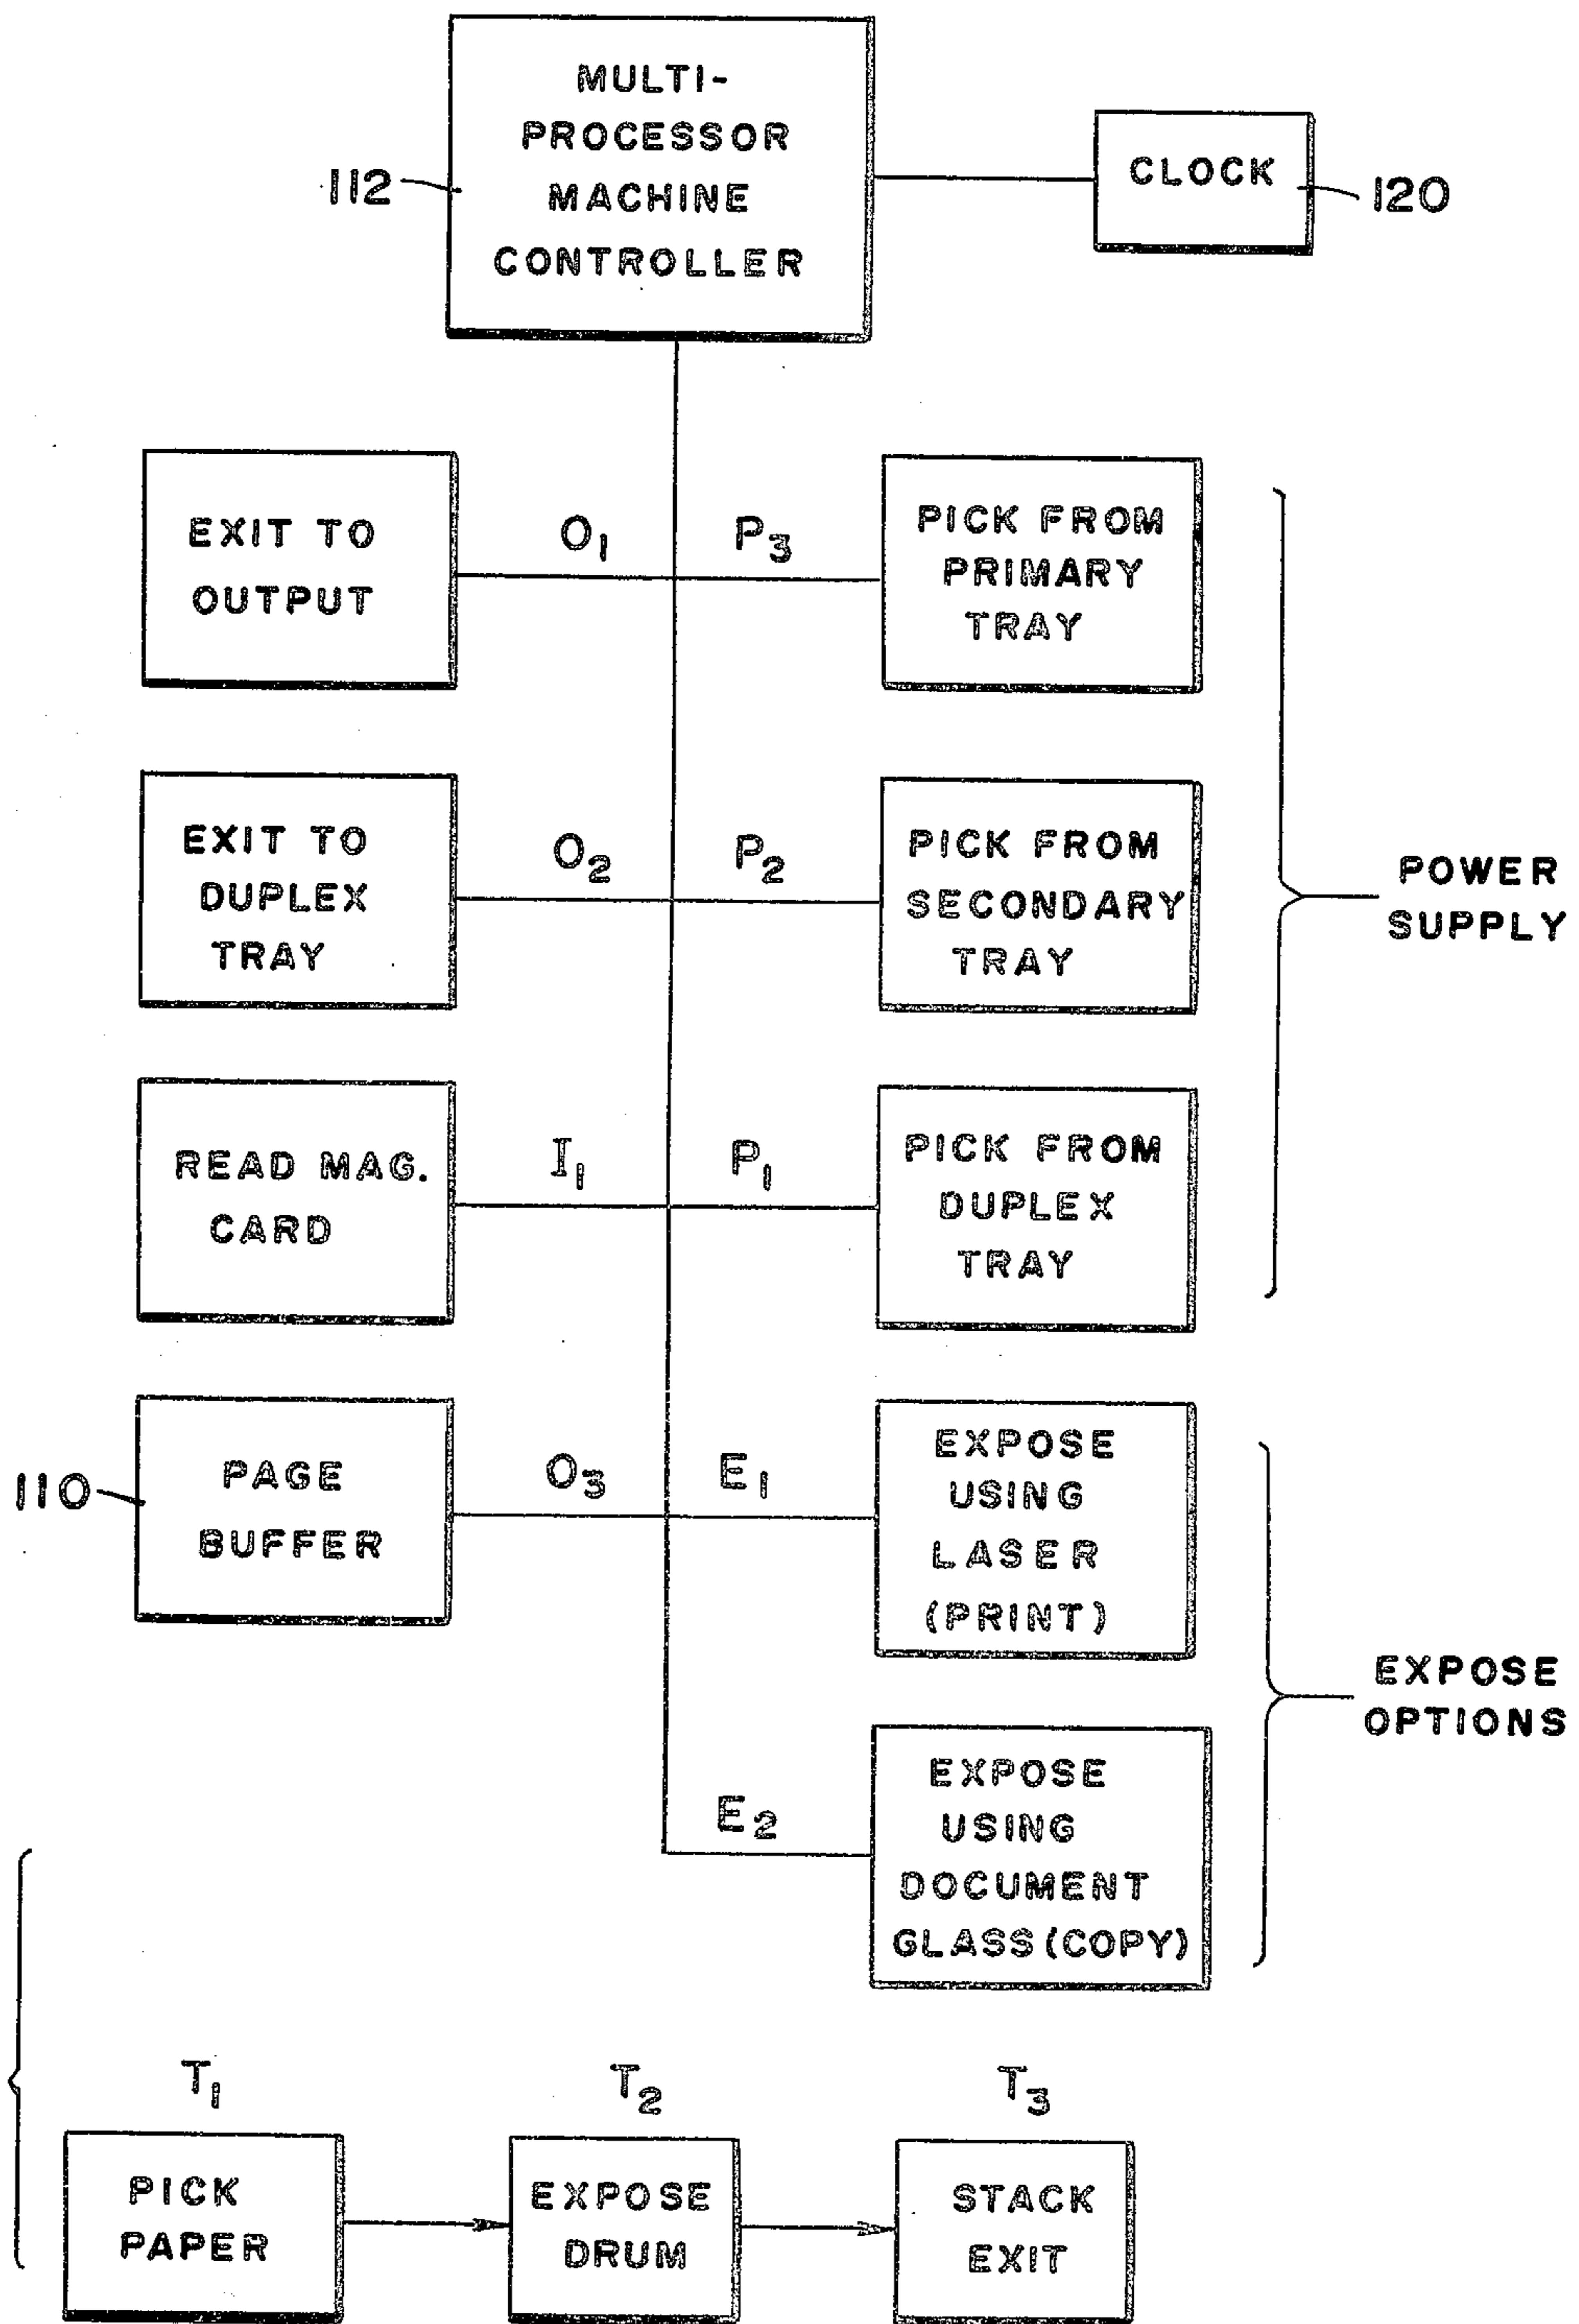 MULTI-
PROCESSOR
MACHINE
CONTROLLER
112
CLOCK
120
EXIT TO
OUTPUT
O1
P3
PICK FROM
PRIMARY
TRAY
EXIT TO
DUPLEX
TRAY
O2
P2
PICK FROM
SECONDARY
TRAY
POWER
SUPPLY
READ MAG.
CARD
I1
P1
PICK FROM
DUPLEX
TRAY
110
PAGE
BUFFER
O3
E1
EXPOSE
USING
LASER
(PRINT)
EXPOSE
OPTIONS
E2
EXPOSE
USING
DOCUMENT
GLASS (COPY)
T1
T2
T3
PICK
PAPER
EXPOSE
DRUM
STACK
EXIT